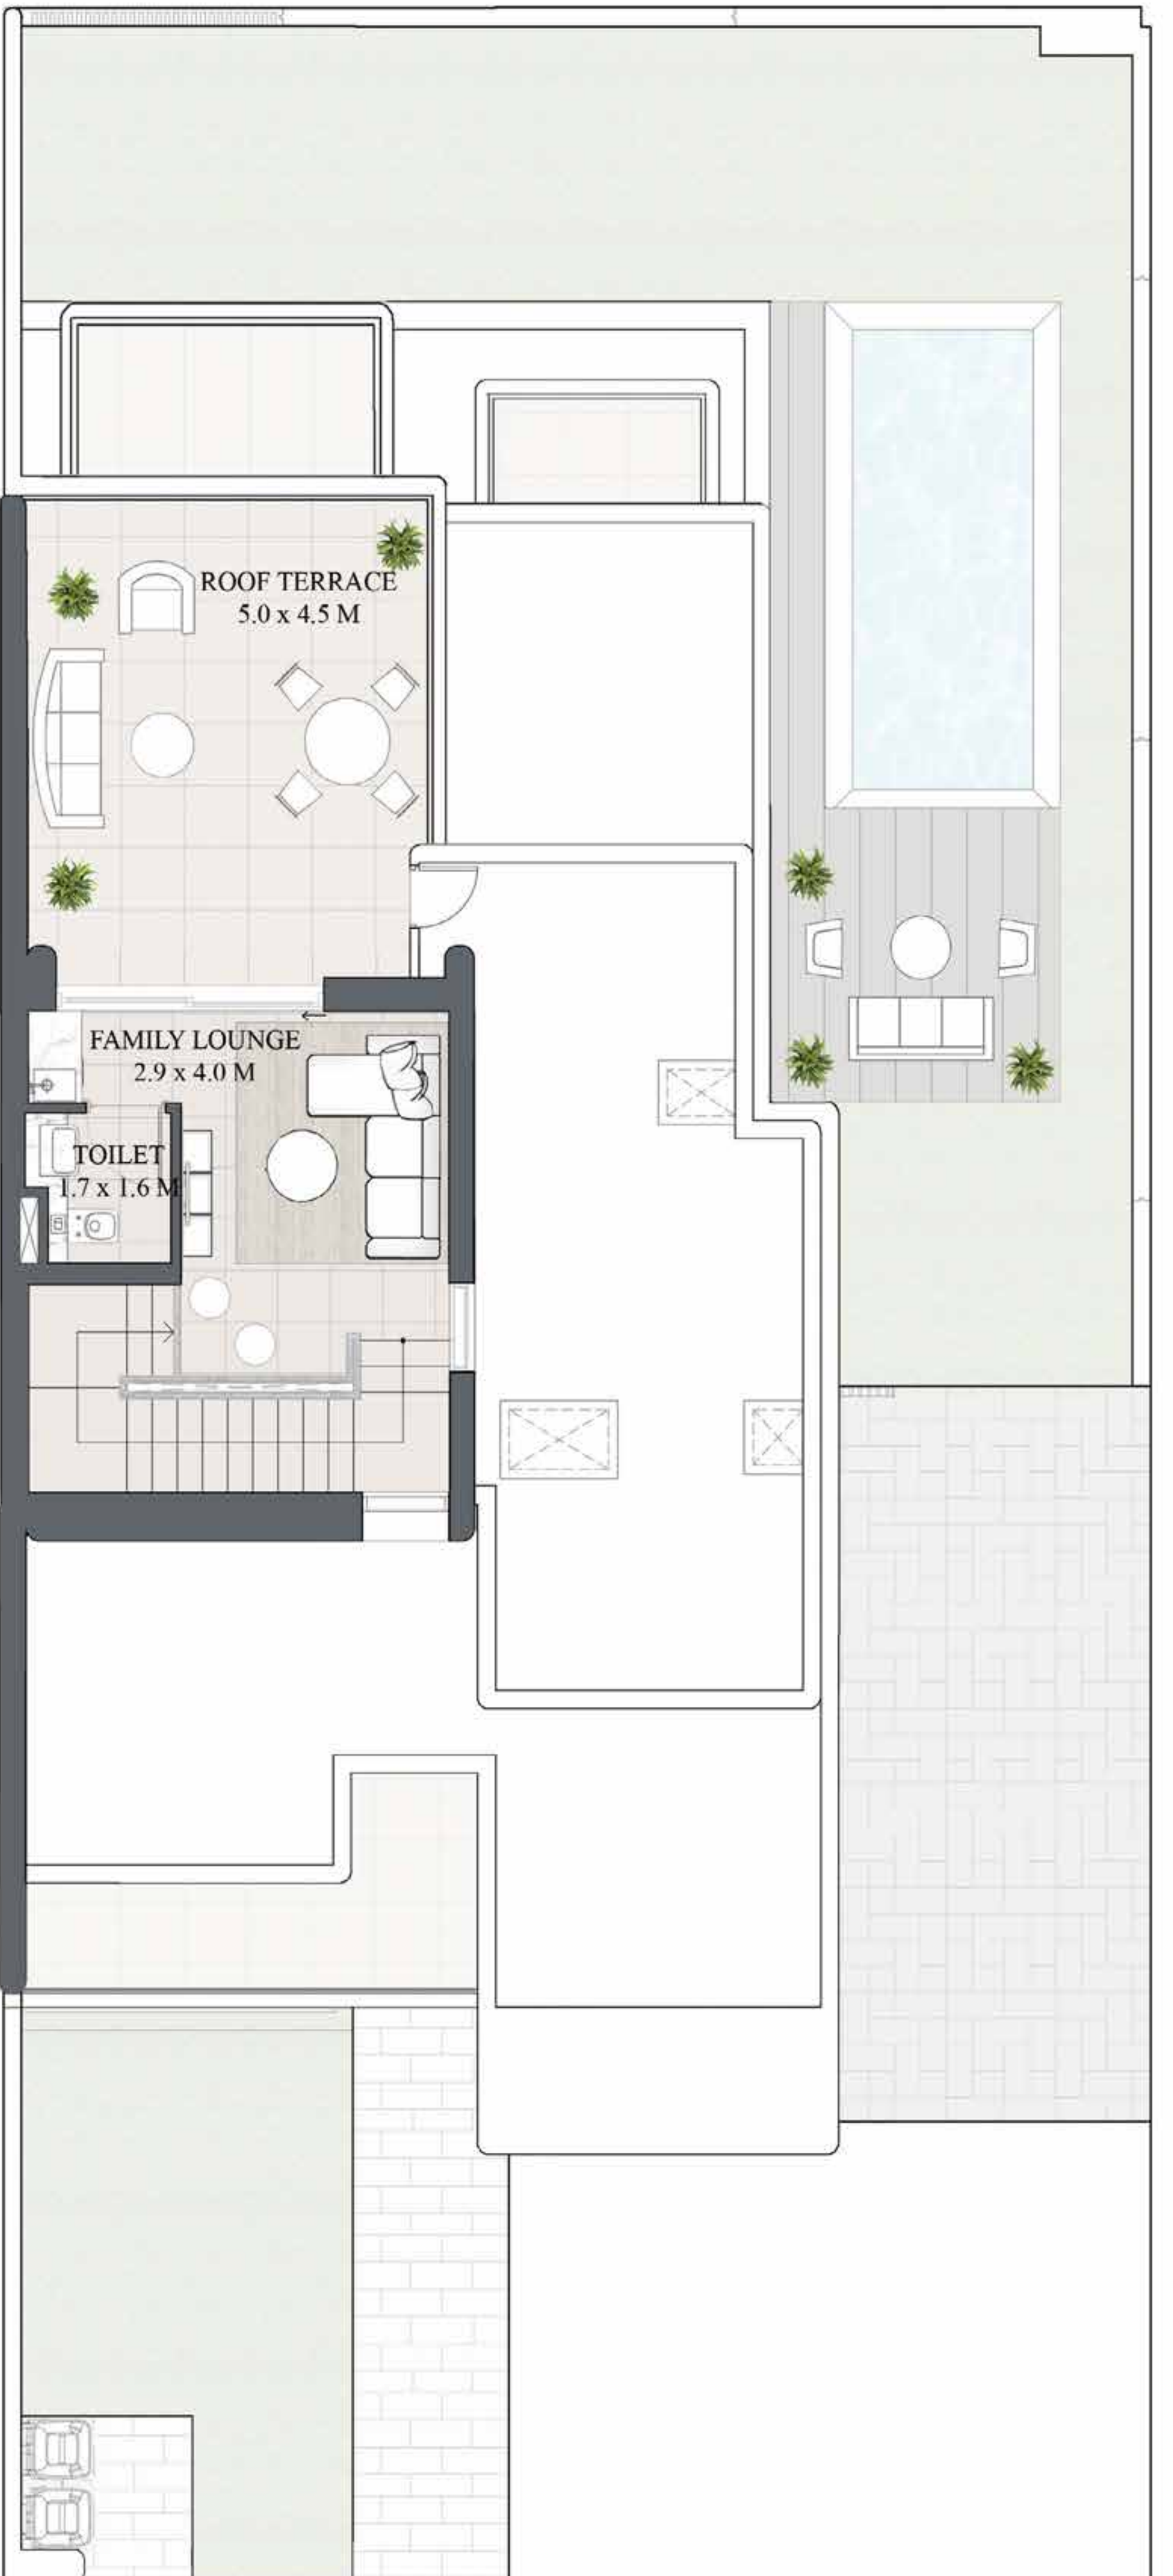 ROOF TERRACE
5.0 x 4.5 M
FAMILY LOUNGE
2.9 x 4.0 M
TOILET
1.7 x 1.6 M